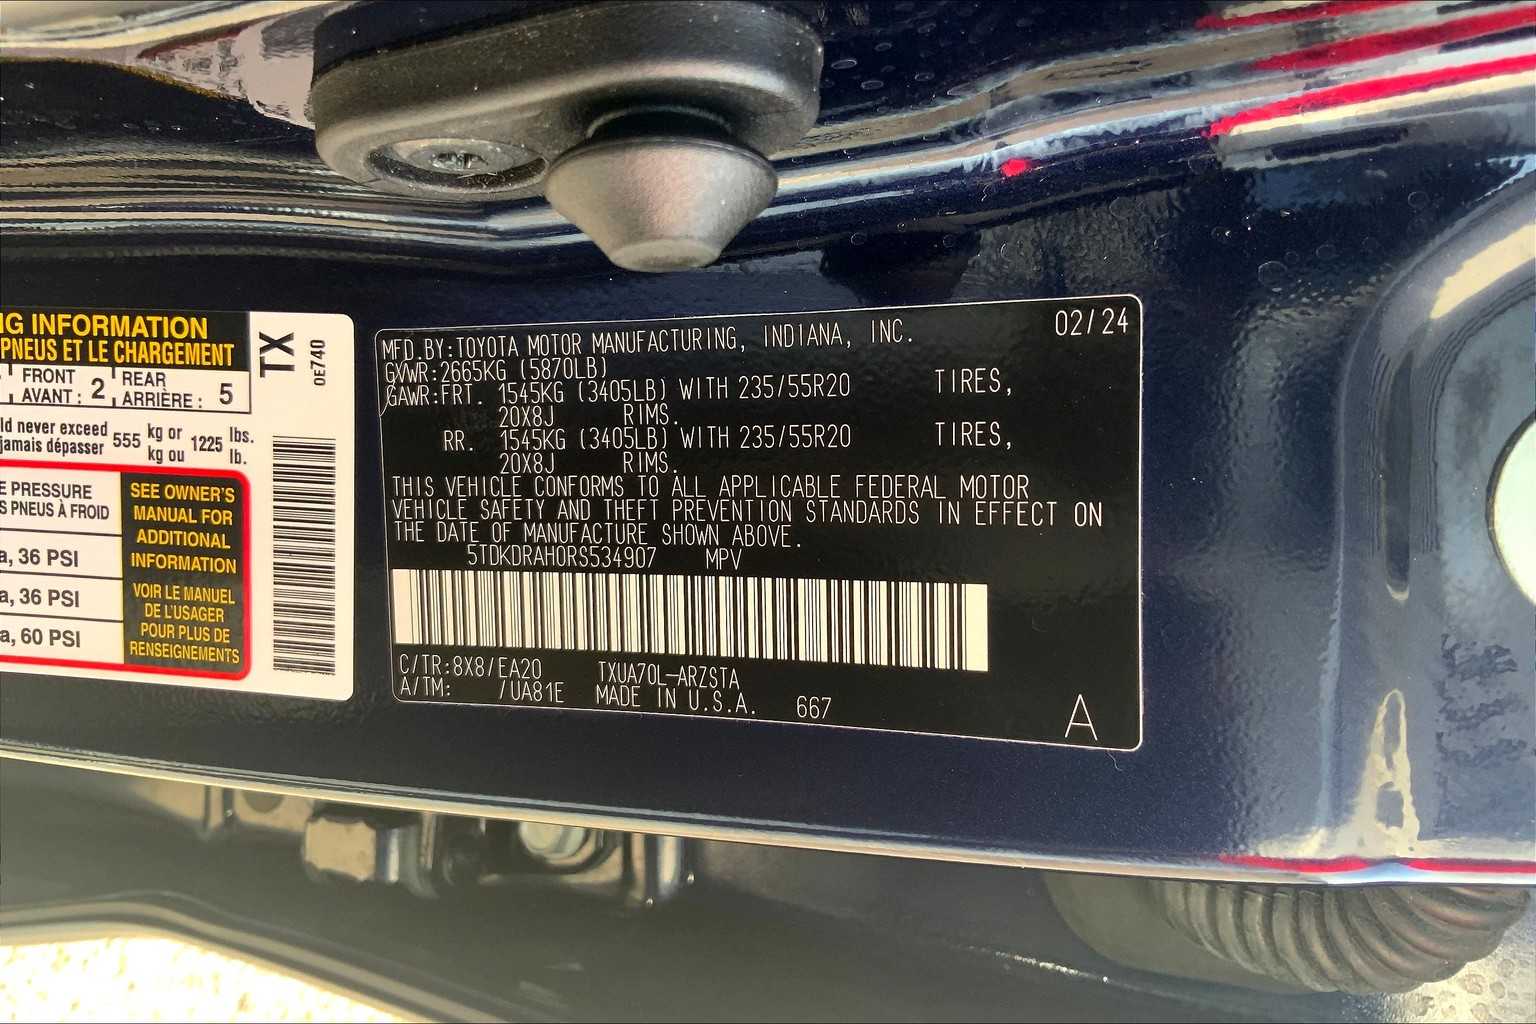 NG INFORMATION
PNEUS ET LE CHARGEMENT
FRONT
AVANT : 2
REAR
ARRIÈRE : 5
ld never exceed
jamais dépasser 555 kg or
kg ou 1225 lbs.
lb.
E PRESSURE
S PNEUS À FROID
a, 36 PSI
a, 36 PSI
a, 60 PSI
SEE OWNER'S
MANUAL FOR
ADDITIONAL
INFORMATION
VOIR LE MANUEL
DE L'USAGER
POUR PLUS DE
RENSEIGNEMENTS
TX
0E740
MFD.BY:TOYOTA MOTOR MANUFACTURING, INDIANA, INC. 02/24
GVWR:2665KG (5870LB)
GAWR:FRT. 1545KG (3405LB) WITH 235/55R20 TIRES,
20X8J RIMS.
RR. 1545KG (3405LB) WITH 235/55R20 TIRES,
20X8J RIMS.
THIS VEHICLE CONFORMS TO ALL APPLICABLE FEDERAL MOTOR
VEHICLE SAFETY AND THEFT PREVENTION STANDARDS IN EFFECT ON
THE DATE OF MANUFACTURE SHOWN ABOVE.
5TDKDRAH0RS534907 MPV
C/TR:8X8/EA20 TXUA70L-ARZSTA
A/TM: /UA81E MADE IN U.S.A. 667
A